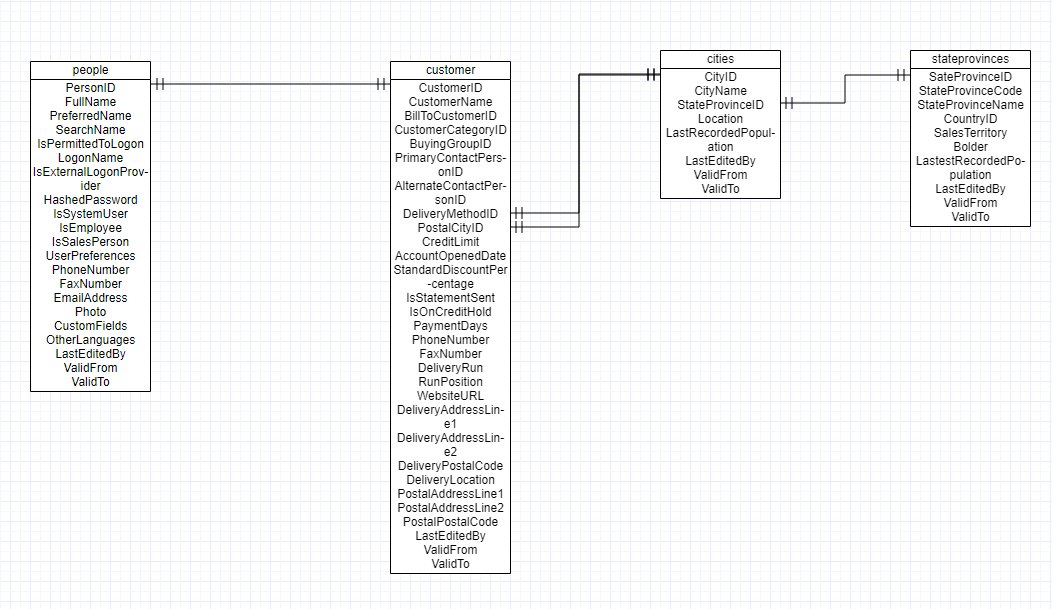 people
PersonID
FullName
PreferredName
SearchName
IsPermittedToLogon
LogonName
IsExternalLogonProv-
ider
HashedPassword
IsSystemUser
IsEmployee
IsSalesPerson
UserPreferences
PhoneNumber
FaxNumber
EmailAddress
Photo
CustomFields
OtherLanguages
LastEditedBy
ValidFrom
ValidTo
customer
CustomerID
CustomerName
BillToCustomerID
CustomerCategoryID
BuyingGroupID
PrimaryContactPers-
onID
AlternateContactPer-
sonID
DeliveryMethodID
PostalCityID
CreditLimit
AccountOpenedDate
StandardDiscountPer
-centage
IsStatementSent
IsOnCreditHold
PaymentDays
PhoneNumber
FaxNumber
DeliveryRun
RunPosition
WebsiteURL
DeliveryAddressLin-
e1
DeliveryAddressLin-
e2
DeliveryPostalCode
DeliveryLocation
PostalAddressLine1
PostalAddressLine2
PostalPostalCode
LastEditedBy
ValidFrom
ValidTo
cities
CityID
CityName
StateProvinceID
Location
LastRecordedPopul-
ation
LastEditedBy
ValidFrom
ValidTo
stateprovinces
SateProvinceID
StateProvinceCode
StateProvinceName
CountryID
SalesTerritory
Bolder
LastestRecordedPo-
pulation
LastEditedBy
ValidFrom
ValidTo